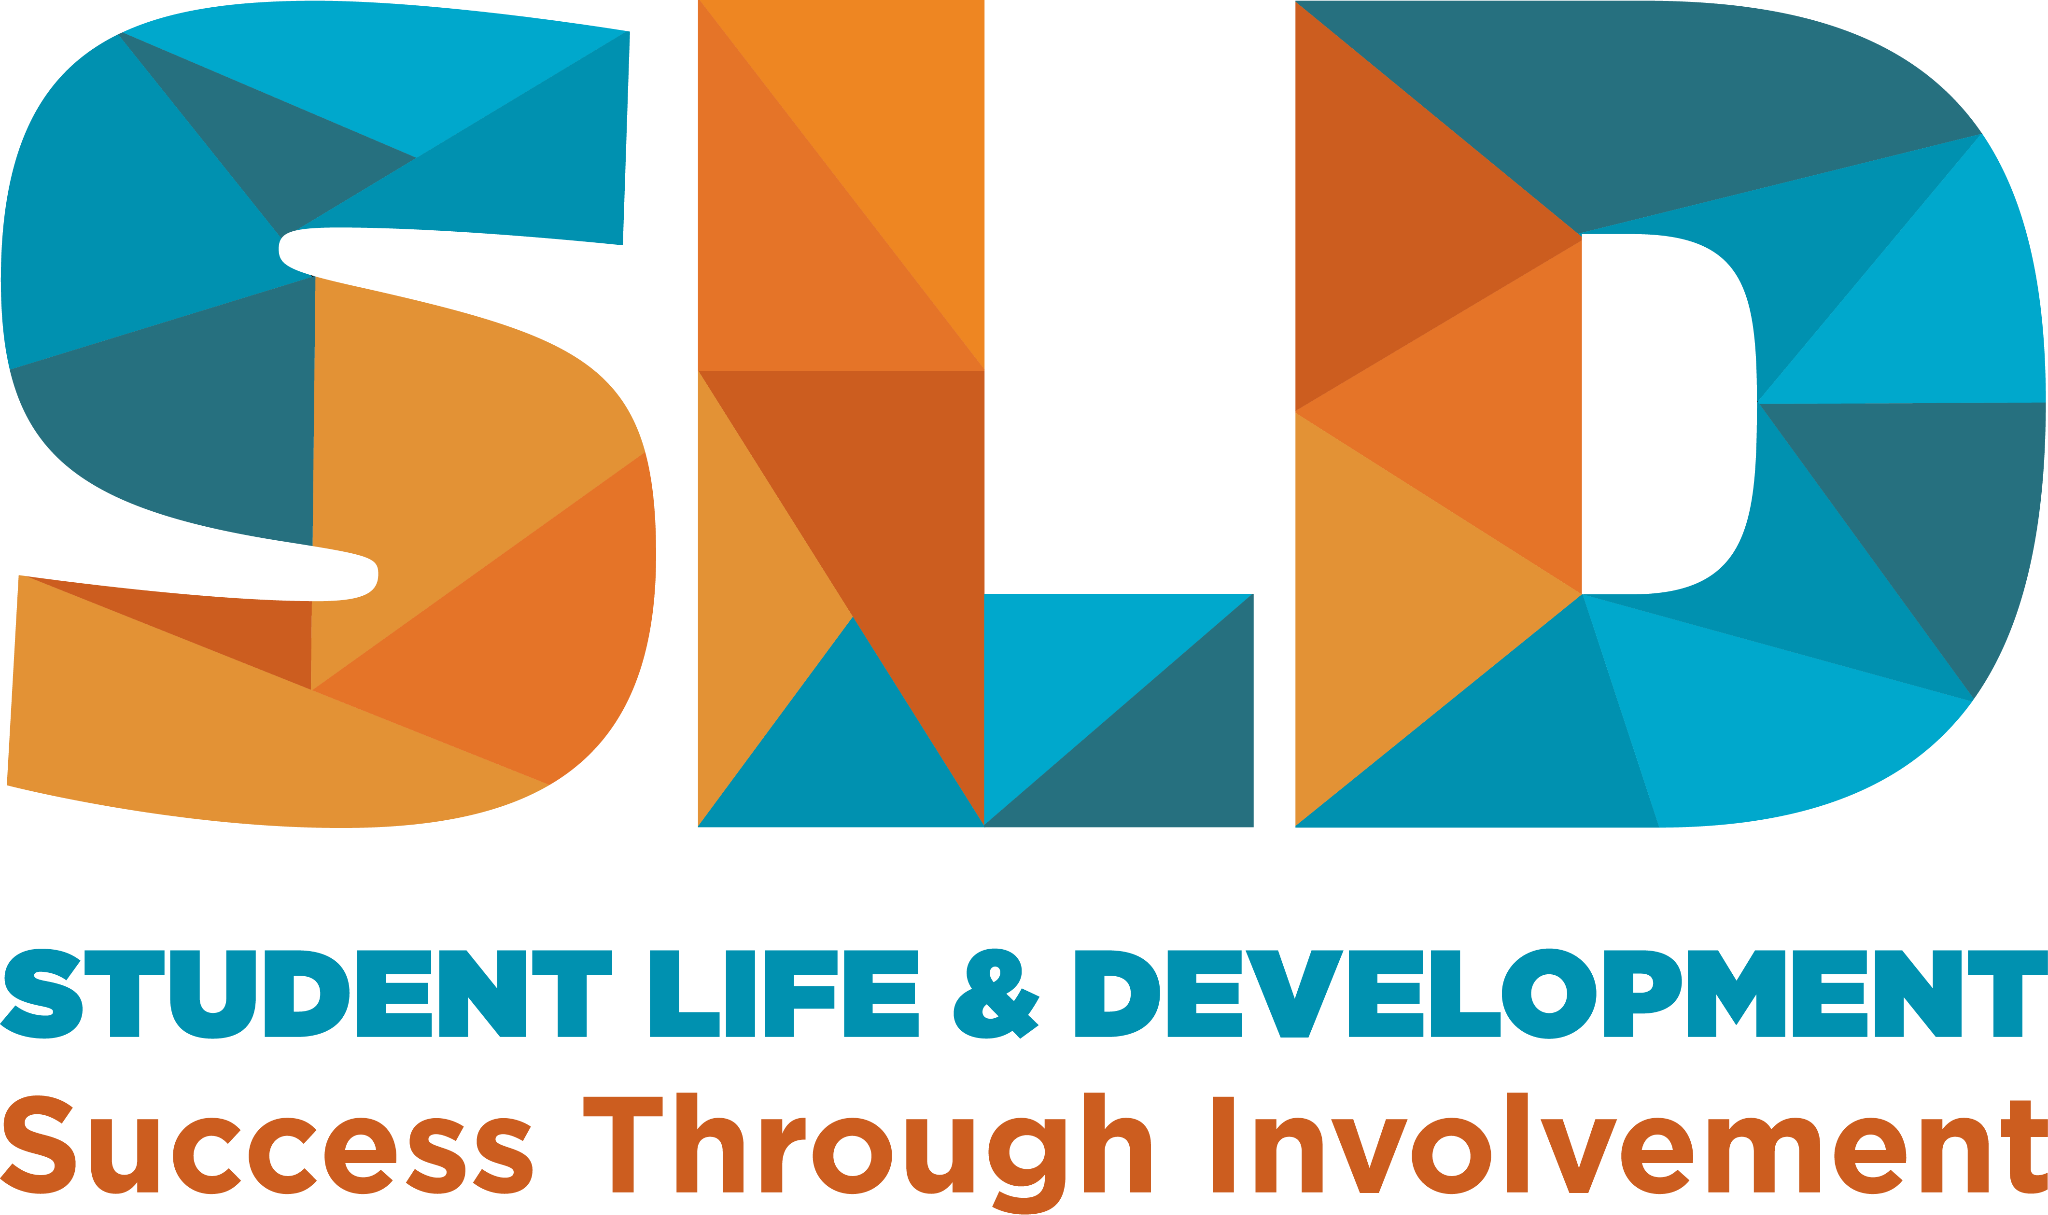 SLD
STUDENT LIFE & DEVELOPMENT
Success Through Involvement